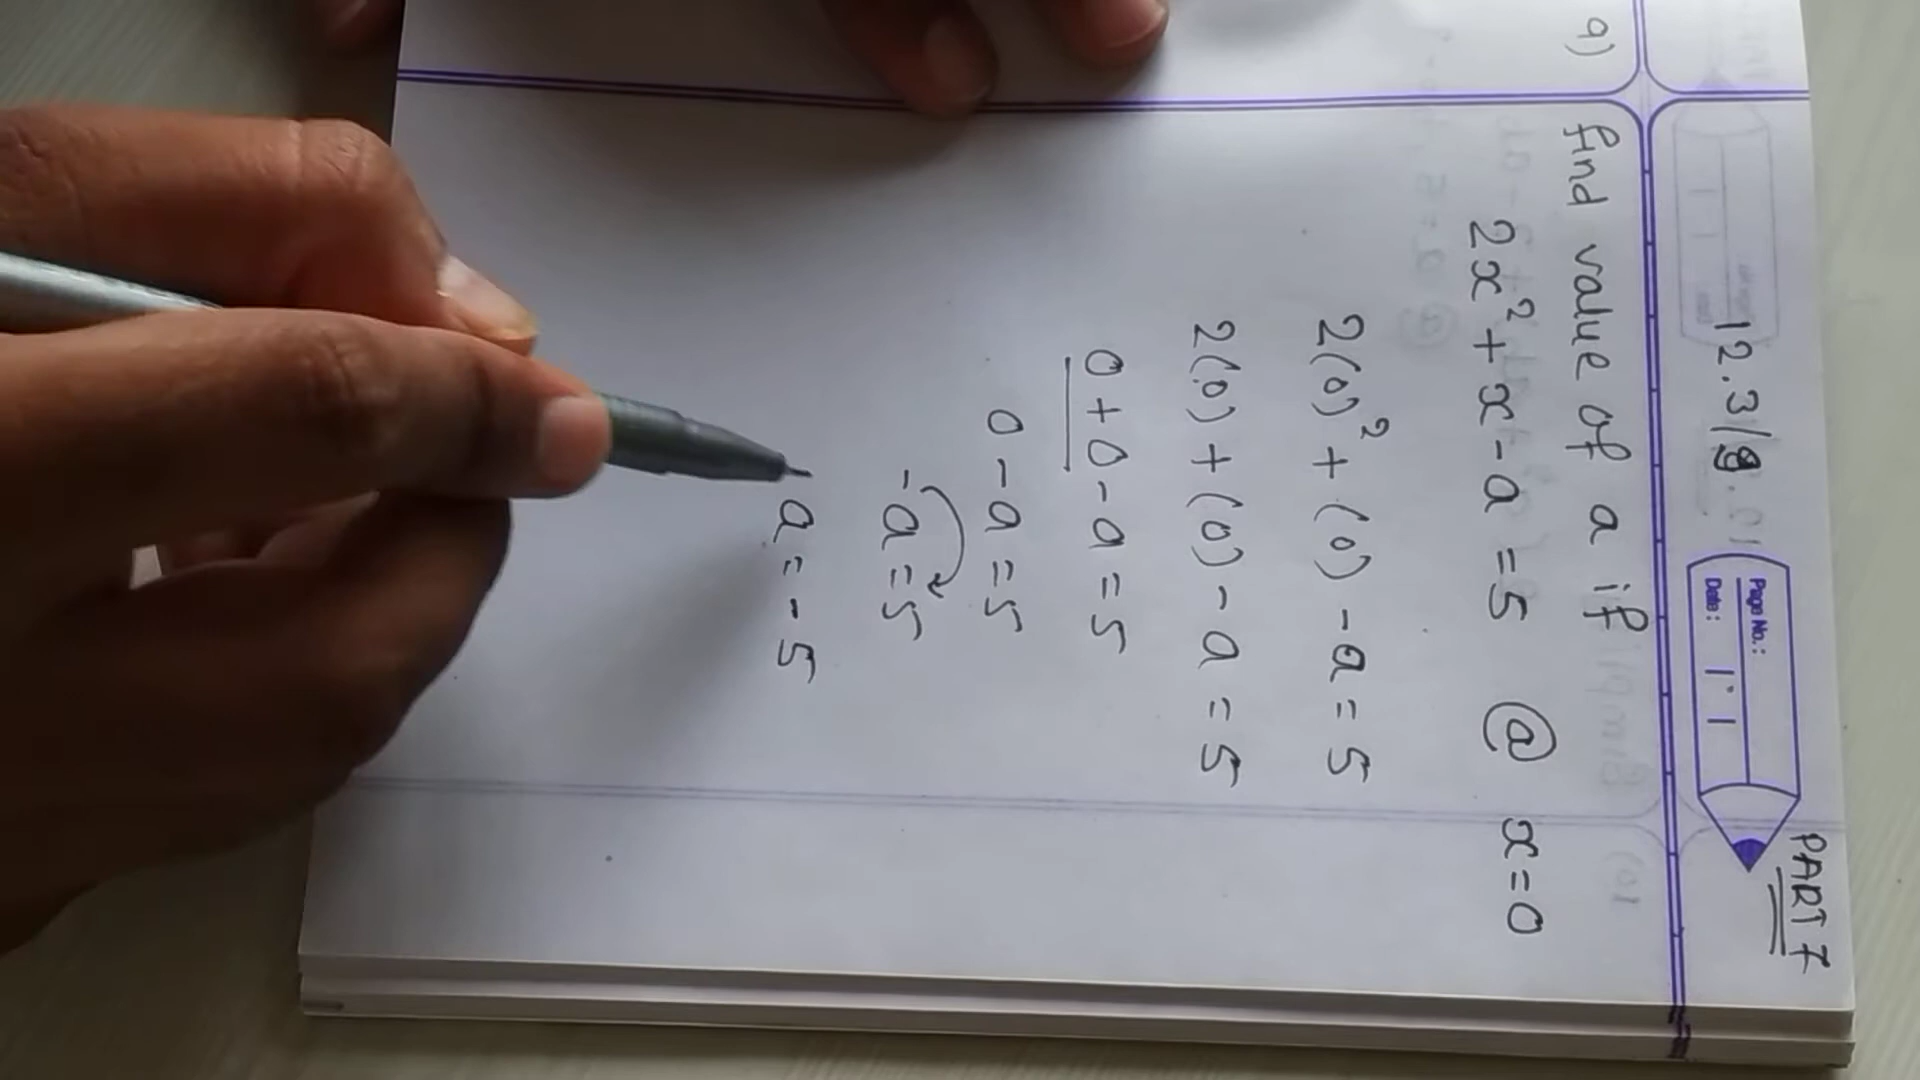 PART 7
Page No.:
Date:
12.3/9
9) find value of a if
2x² + x - a = 5 @ x = 0
2(0)² + (0) - a = 5
2(0) + (0) - a = 5
0 + 0 - a = 5
0 - a = 5
-a = 5
a = - 5